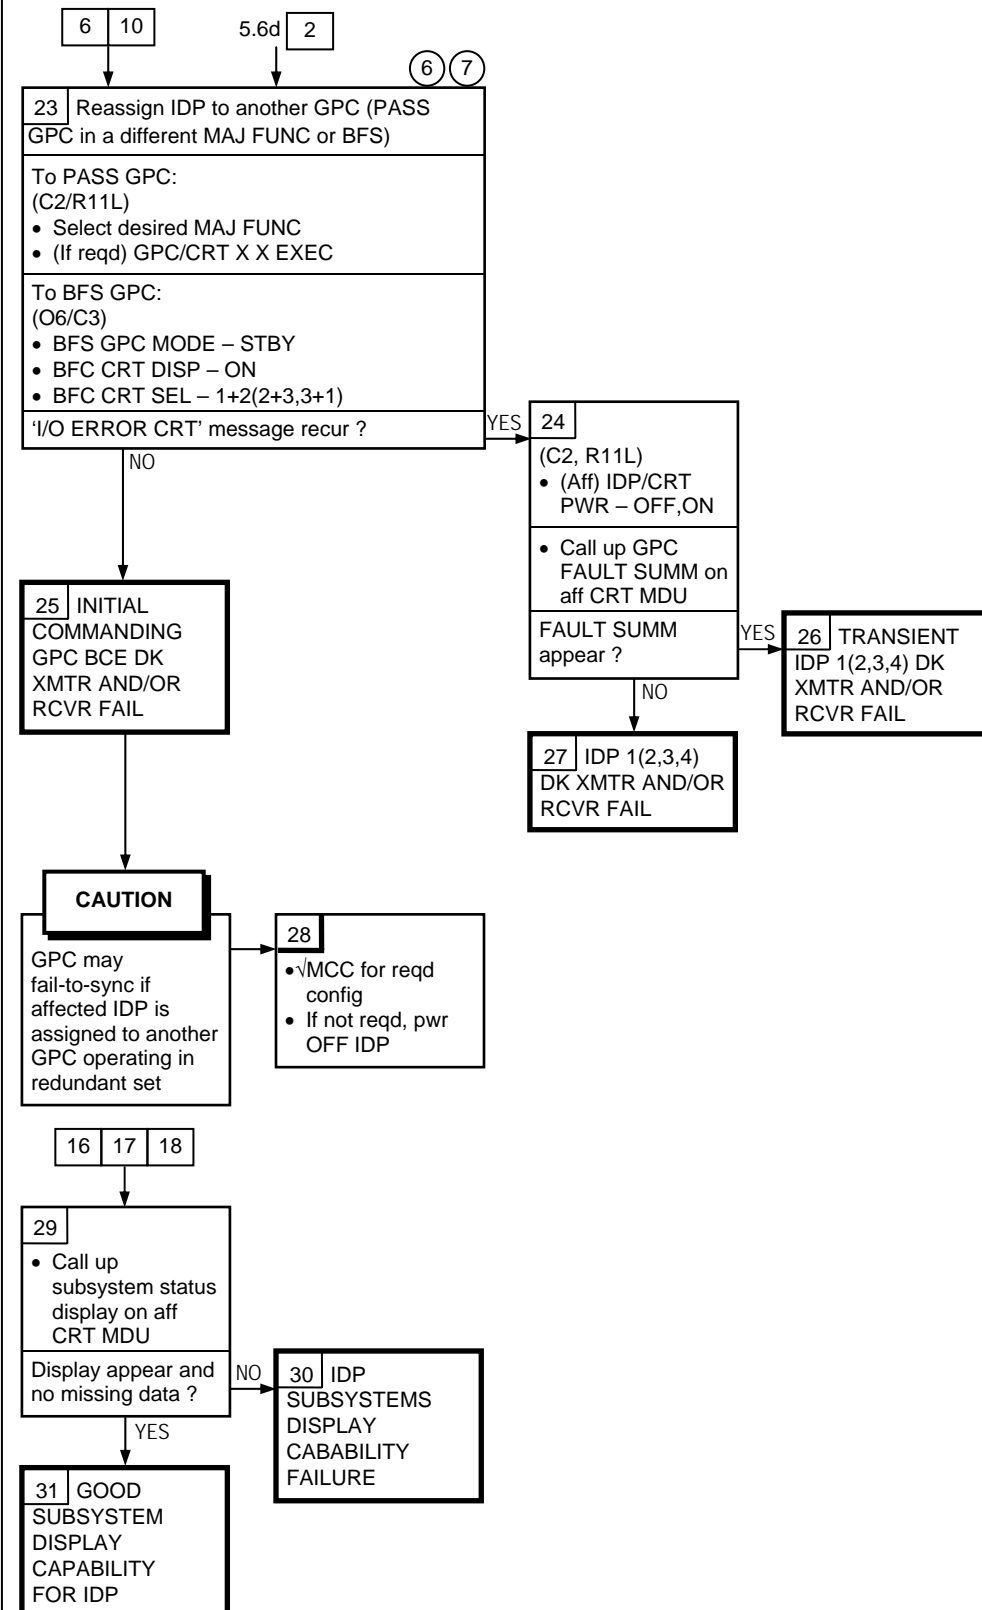 6 10
5.6d 2
6 7
23 Reassign IDP to another GPC (PASS
GPC in a different MAJ FUNC or BFS)
To PASS GPC:
(C2/R11L)
• Select desired MAJ FUNC
• (If reqd) GPC/CRT X X EXEC
To BFS GPC:
(O6/C3)
• BFS GPC MODE – STBY
• BFC CRT DISP – ON
• BFC CRT SEL – 1+2(2+3,3+1)
‘I/O ERROR CRT’ message recur ?
YES
NO
24
(C2, R11L)
• (Aff) IDP/CRT
PWR – OFF,ON
• Call up GPC
FAULT SUMM on
aff CRT MDU
FAULT SUMM
appear ?
YES
NO
25 INITIAL
COMMANDING
GPC BCE DK
XMTR AND/OR
RCVR FAIL
26 TRANSIENT
IDP 1(2,3,4) DK
XMTR AND/OR
RCVR FAIL
27 IDP 1(2,3,4)
DK XMTR AND/OR
RCVR FAIL
CAUTION
GPC may
fail-to-sync if
affected IDP is
assigned to another
GPC operating in
redundant set
28
•√MCC for reqd
config
• If not reqd, pwr
OFF IDP
16 17 18
29
• Call up
subsystem status
display on aff
CRT MDU
Display appear and
no missing data ?
NO
YES
30 IDP
SUBSYSTEMS
DISPLAY
CABABILITY
FAILURE
31 GOOD
SUBSYSTEM
DISPLAY
CAPABILITY
FOR IDP